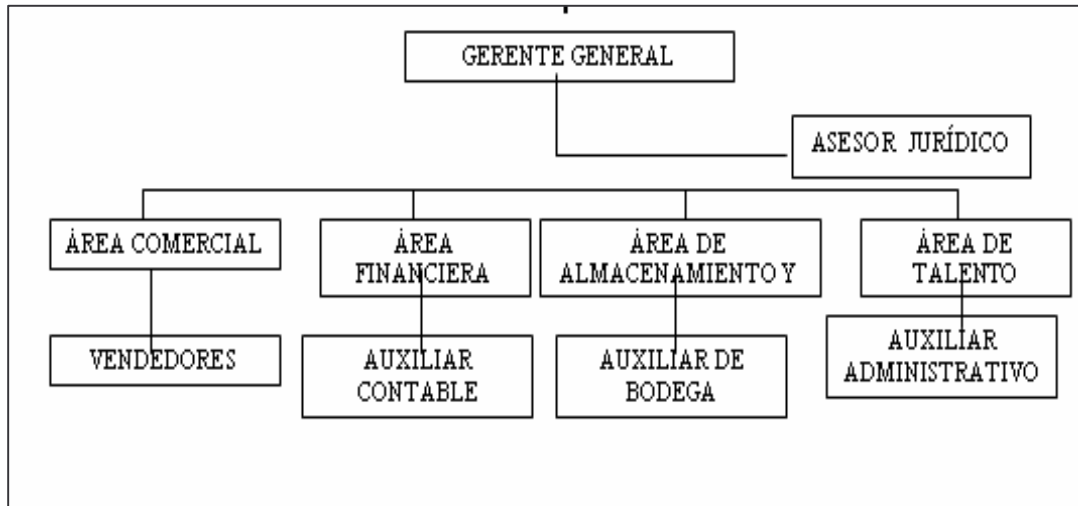 GERENTE GENERAL
ASESOR JURÍDICO
ÁREA COMERCIAL
ÁREA
FINANCIERA
ÁREA DE
ALMACENAMIENTO Y
ÁREA DE
TALENTO
VENDEDORES
AUXILIAR
CONTABLE
AUXILIAR DE
BODEGA
AUXILIAR
ADMINISTRATIVO